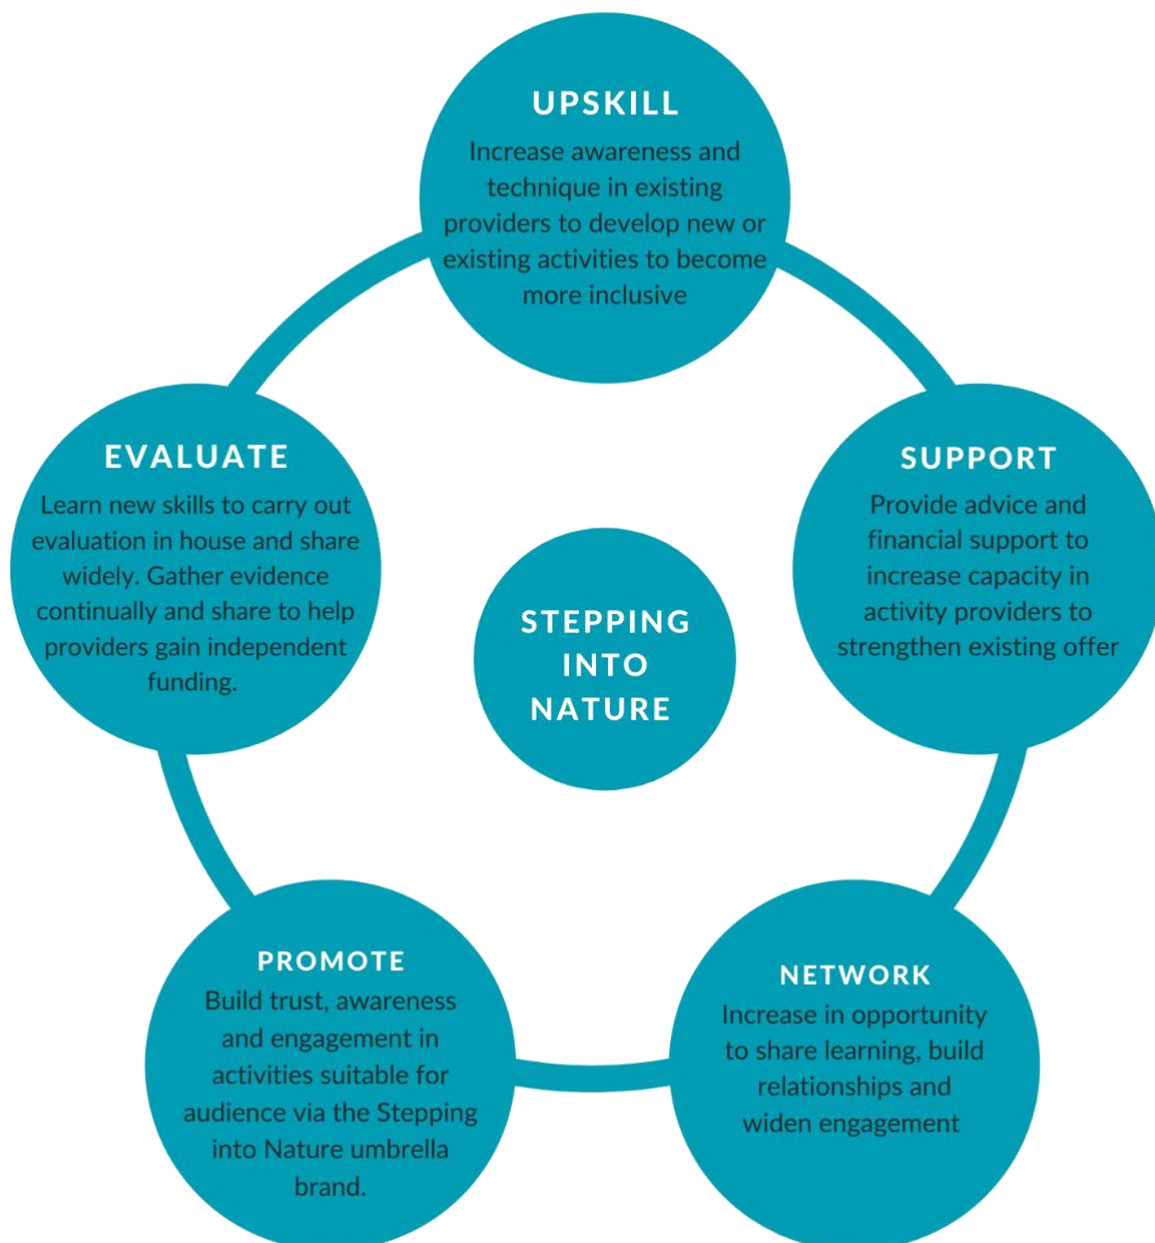 UPSKILL
Increase awareness and
technique in existing
providers to develop new or
existing activities to become
more inclusive
EVALUATE
Learn new skills to carry out
evaluation in house and share
widely. Gather evidence
continually and share to help
providers gain independent
funding.
SUPPORT
Provide advice and
financial support to
increase capacity in
activity providers to
strengthen existing offer
STEPPING
INTO
NATURE
PROMOTE
Build trust, awareness
and engagement in
activities suitable for
audience via the Stepping
into Nature umbrella
brand.
NETWORK
Increase in opportunity
to share learning, build
relationships and
widen engagement